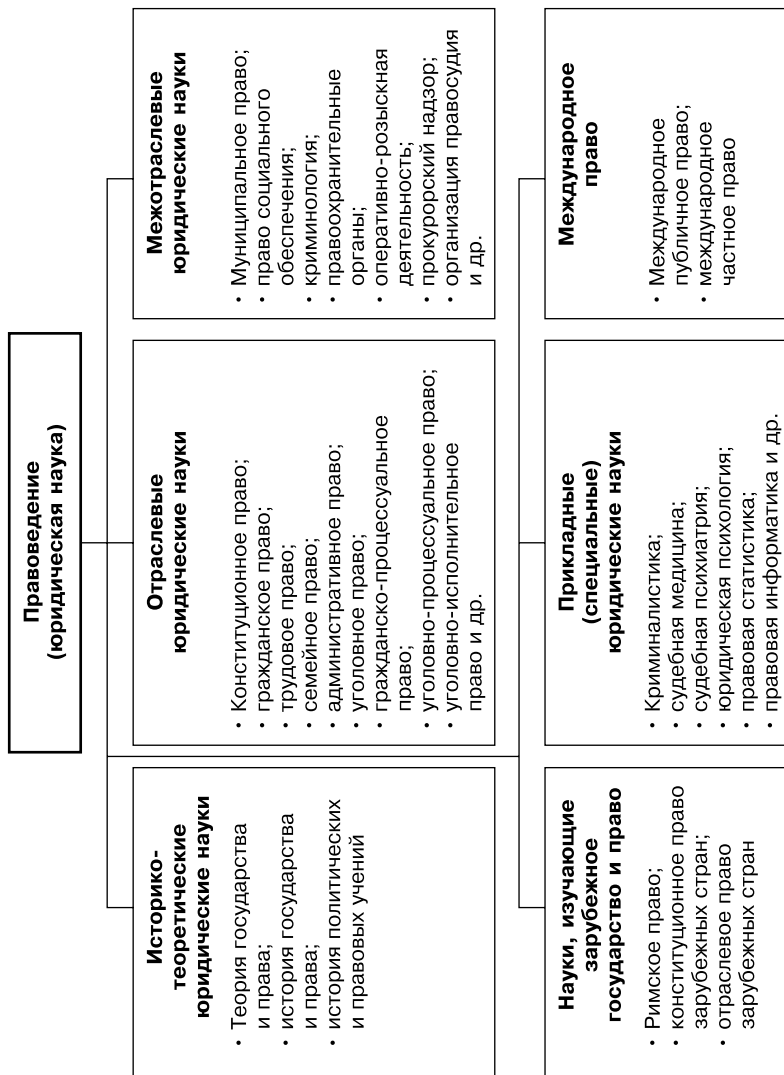 Правоведение
(юридическая наука)
Историко-
теоретические
юридические науки
• Теория государства
и права;
• история государства
и права;
• история политических
и правовых учений
Отраслевые
юридические науки
• Конституционное право;
• гражданское право;
• трудовое право;
• семейное право;
• административное право;
• уголовное право;
• гражданско-процессуальное
право;
• уголовно-процессуальное право;
• уголовно-исполнительное
право и др.
Межотраслевые
юридические науки
• Муниципальное право;
• право социального
обеспечения;
• криминология;
• правоохранительные
органы;
• оперативно-розыскная
деятельность;
• прокурорский надзор;
• организация правосудия
и др.
Науки, изучающие
зарубежное
государство и право
• Римское право;
• конституционное право
зарубежных стран;
• отраслевое право
зарубежных стран
Прикладные
(специальные)
юридические науки
• Криминалистика;
• судебная медицина;
• судебная психиатрия;
• юридическая психология;
• правовая статистика;
• правовая информатика и др.
Международное
право
• Международное
публичное право;
• международное
частное право